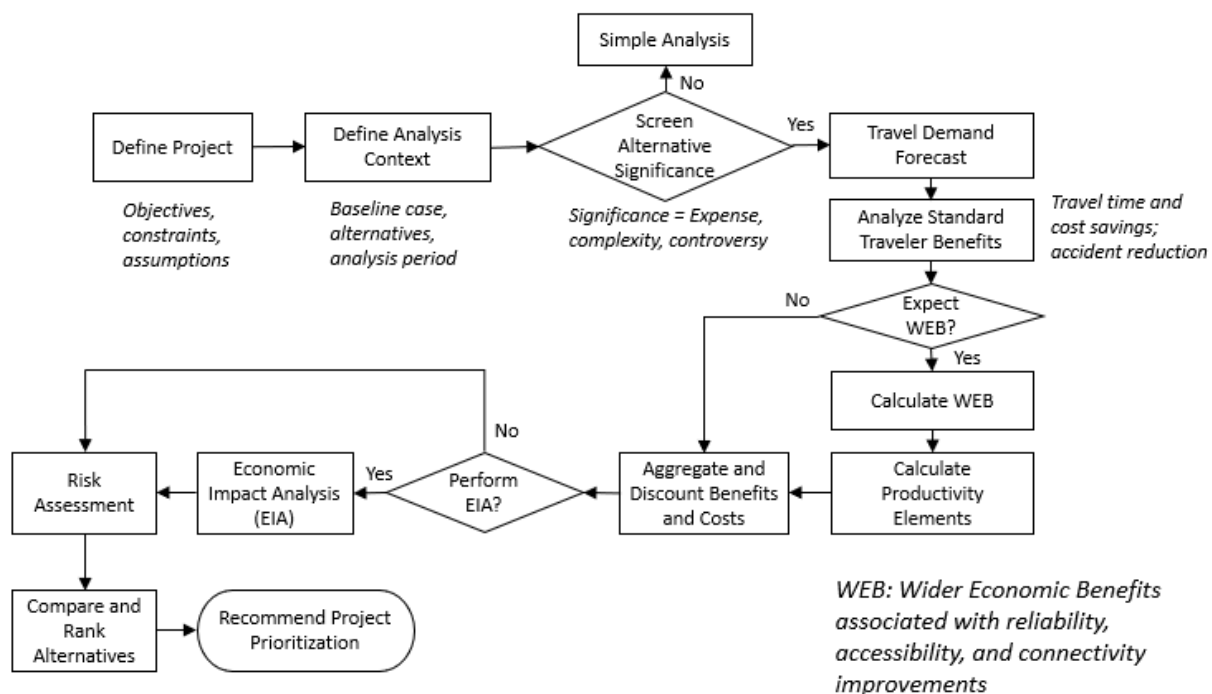 Simple Analysis
No
Define Project
Define Analysis
Context
Screen
Alternative
Significance
Yes
Travel Demand
Forecast
Objectives,
constraints,
assumptions
Baseline case,
alternatives,
analysis period
Significance = Expense,
complexity, controversy
Analyze Standard
Traveler Benefits
Travel time and
cost savings;
accident reduction
No
Expect
WEB?
Yes
Calculate WEB
No
Risk
Assessment
Economic
Impact Analysis
(EIA)
Yes
Perform
EIA?
Aggregate and
Discount Benefits
and Costs
Calculate
Productivity
Elements
Compare and
Rank
Alternatives
Recommend Project
Prioritization
WEB: Wider Economic Benefits
associated with reliability,
accessibility, and connectivity
improvements